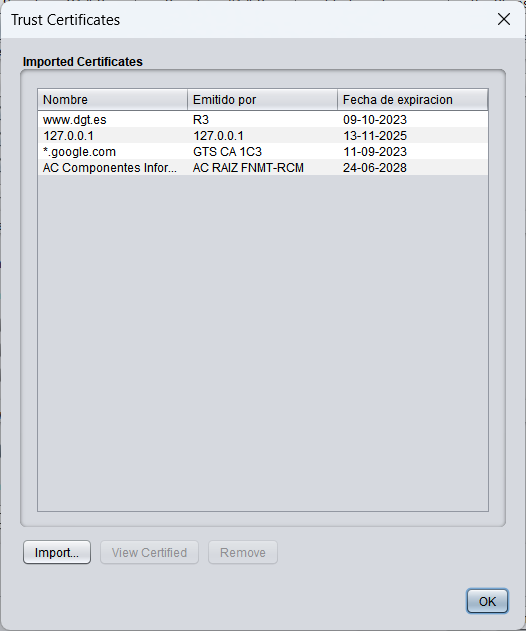 Trust Certificates
Imported Certificates
Nombre Emitido por Fecha de expiracion
www.dgt.es R3 09-10-2023
127.0.0.1 127.0.0.1 13-11-2025
*.google.com GTS CA 1C3 11-09-2023
AC Componentes Infor... AC RAIZ FNMT-RCM 24-06-2028
Import... View Certified Remove
OK